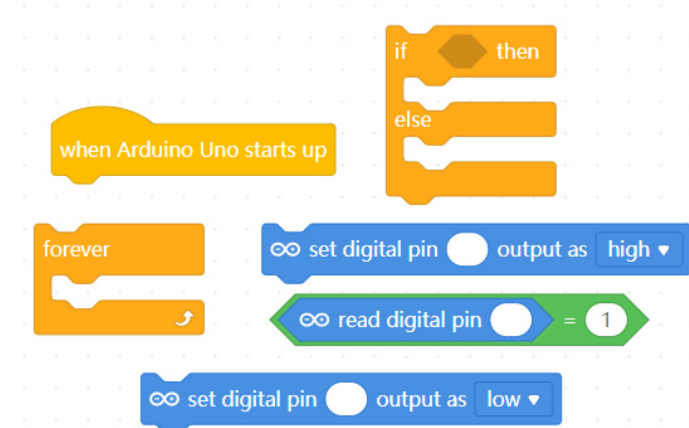 if then
else
when Arduino Uno starts up
forever
set digital pin output as high
read digital pin = 1
set digital pin output as low